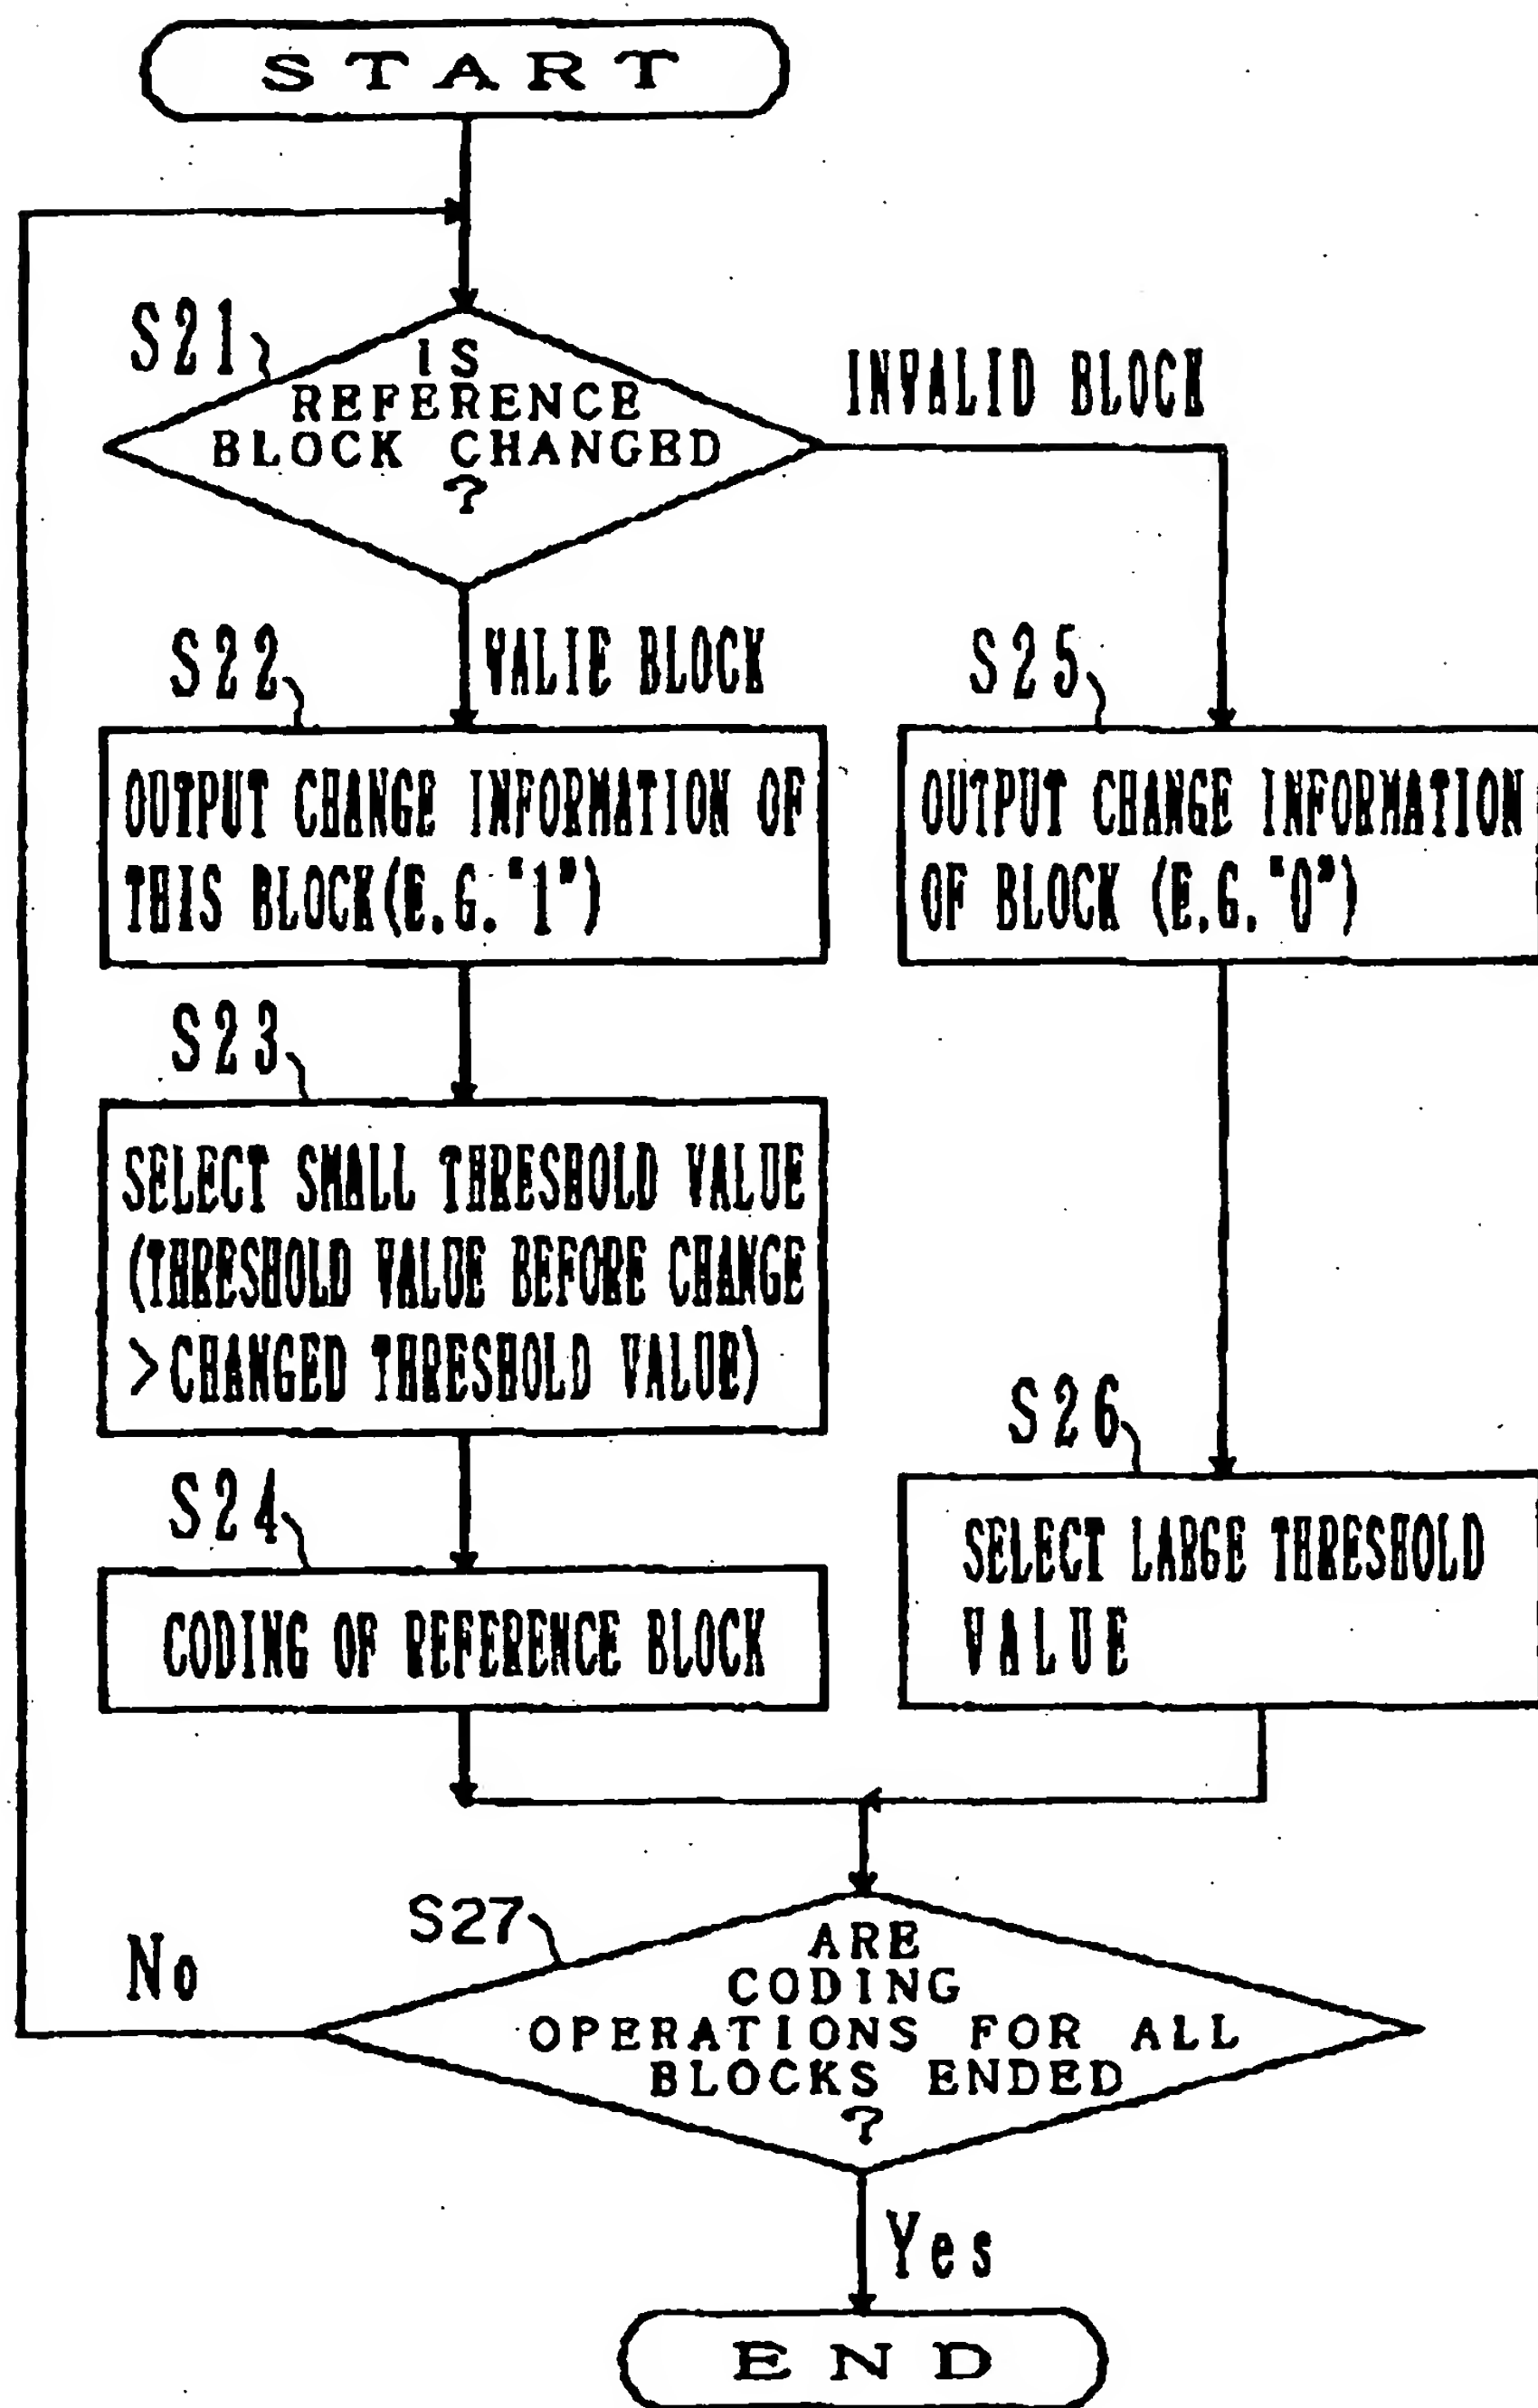 START
S21
IS
REFERENCE
BLOCK CHANGED
?
INVALID BLOCK
S22
VALIE BLOCK
S25
OUTPUT CHANGE INFORMATION OF
THIS BLOCK(E.G."1")
OUTPUT CHANGE INFORMATION
OF BLOCK (E.G."0")
S23
SELECT SMALL THRESHOLD VALUE
(THRESHOLD VALUE BEFORE CHANGE
>CHANGED THRESHOLD VALUE)
S26
S24
SELECT LARGE THRESHOLD
VALUE
CODING OF REFERENCE BLOCK
S27
No
ARE
CODING
OPERATIONS FOR ALL
BLOCKS ENDED
?
Yes
END